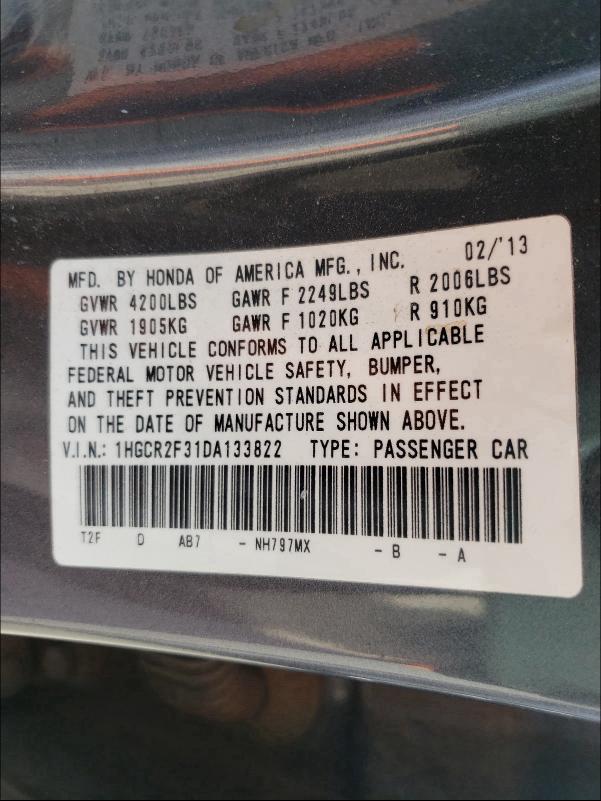 MFD. BY HONDA OF AMERICA MFG., INC. 02/'13
GVWR 4200LBS GAWR F 2249LBS R 2006LBS
GVWR 1905KG GAWR F 1020KG R 910KG
THIS VEHICLE CONFORMS TO ALL APPLICABLE
FEDERAL MOTOR VEHICLE SAFETY, BUMPER,
AND THEFT PREVENTION STANDARDS IN EFFECT
ON THE DATE OF MANUFACTURE SHOWN ABOVE.
V.I.N.: 1HGCR2F31DA133822 TYPE: PASSENGER CAR
T2F D AB7 - NH797MX - B - A